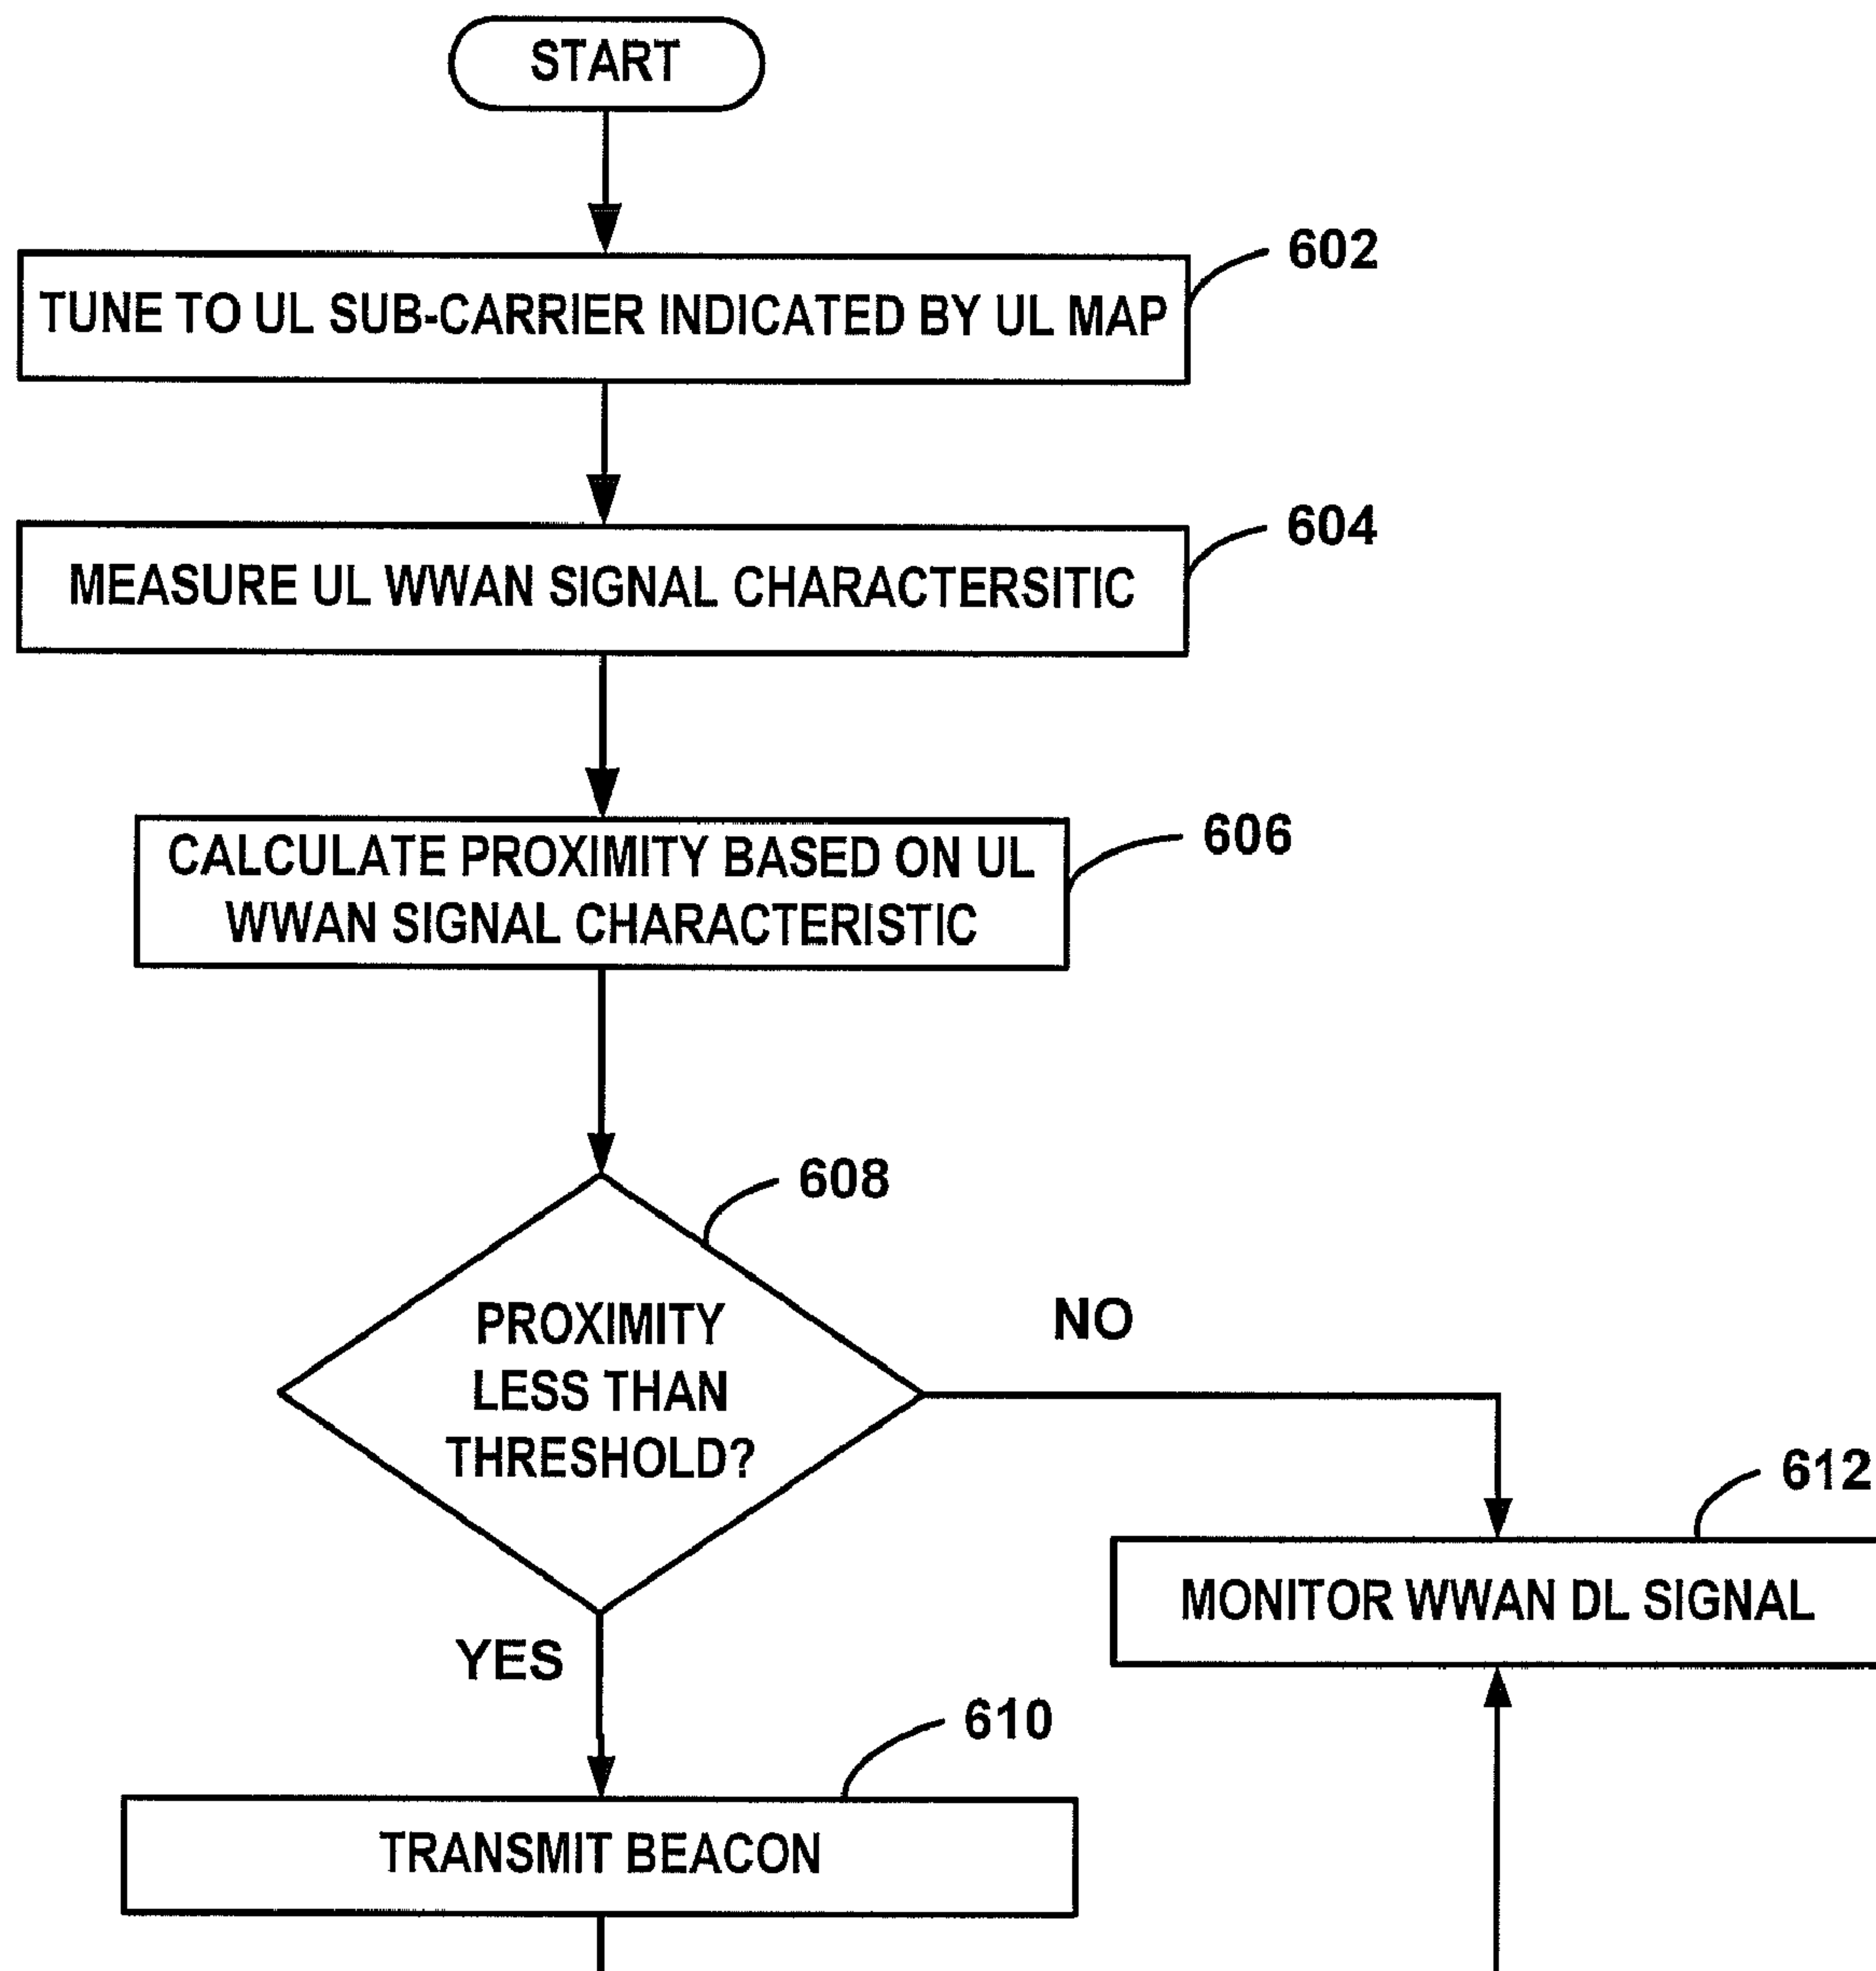 START
602
TUNE TO UL SUB-CARRIER INDICATED BY UL MAP
604
MEASURE UL WWAN SIGNAL CHARACTERSITIC
606
CALCULATE PROXIMITY BASED ON UL
WWAN SIGNAL CHARACTERISTIC
608
PROXIMITY
LESS THAN
THRESHOLD?
NO
612
MONITOR WWAN DL SIGNAL
YES
610
TRANSMIT BEACON